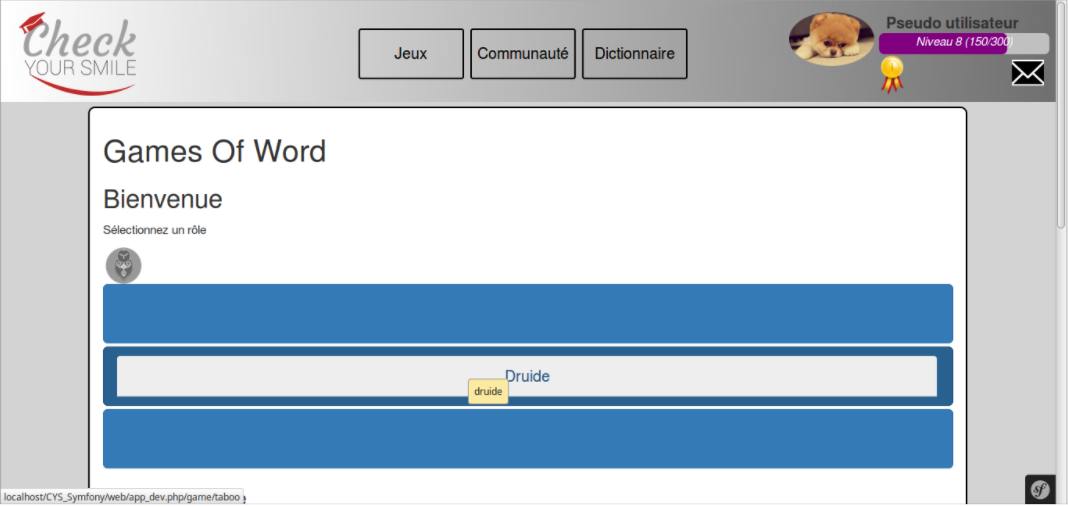 Check
YOUR SMILE
Jeux
Communauté
Dictionnaire
Pseudo utilisateur
Niveau 8 (150/300)
Games Of Word
Bienvenue
Sélectionnez un rôle
Druide
druide
localhost/CYS_Symfony/web/app_dev.php/game/taboo
sf